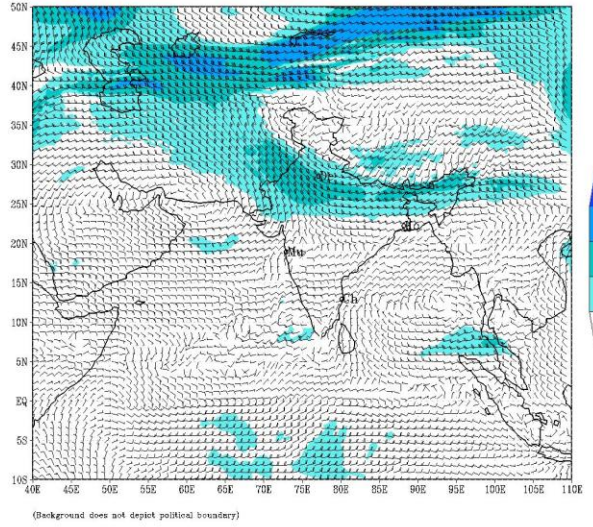 50N
45N
40N
35N
30N
25N
20N
15N
10N
5N
EQ
5S
10S
Mu
Ch
40E 45E 50E 55E 60E 65E 70E 75E 80E 85E 90E 95E 100E 105E 110E
(Background does not depict political boundary)